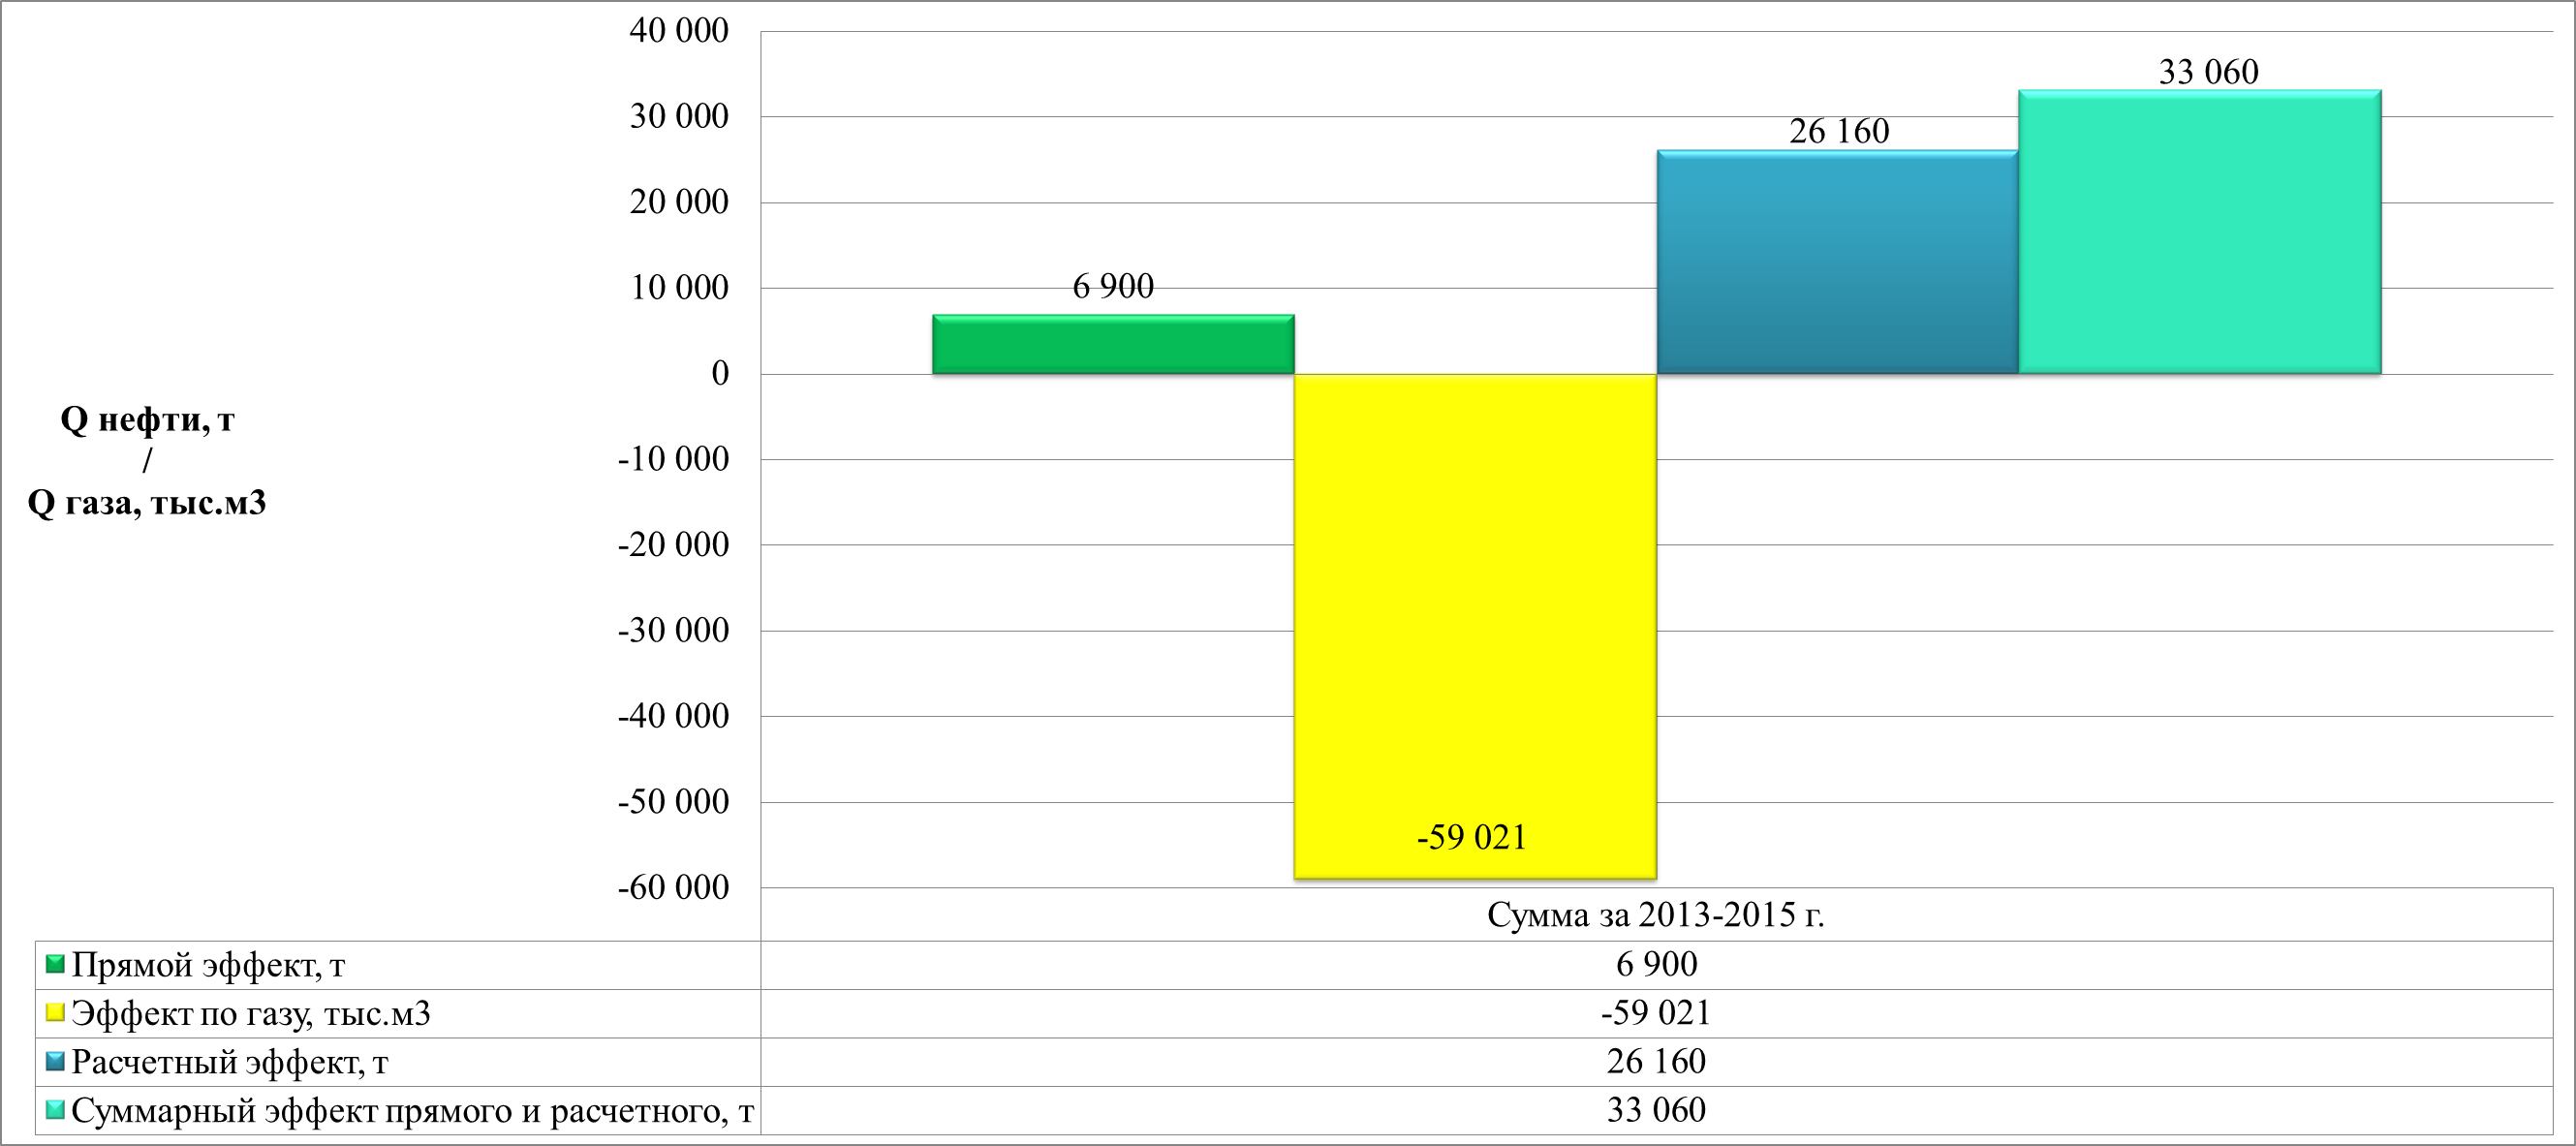 40 000
30 000
20 000
10 000
0
-10 000
-20 000
-30 000
-40 000
-50 000
-60 000
Q нефти, т
/
Q газа, тыс.м3
6 900
-59 021
26 160
33 060
Сумма за 2013-2015 г.
Прямой эффект, т 6 900
Эффект по газу, тыс.м3 -59 021
Расчетный эффект, т 26 160
Суммарный эффект прямого и расчетного, т 33 060